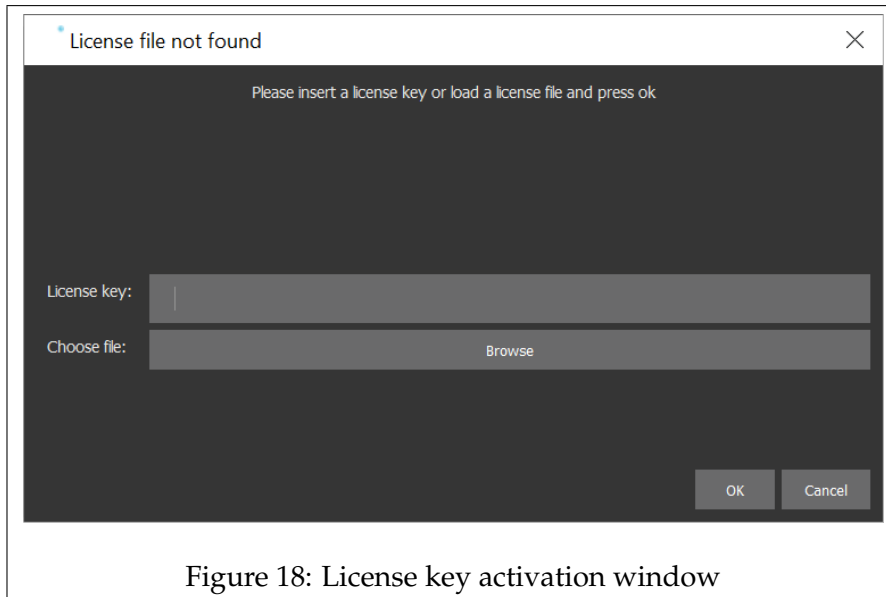 License file not found
Please insert a license key or load a license file and press ok
License key:
Choose file:
Browse
OK
Cancel
Figure 18: License key activation window